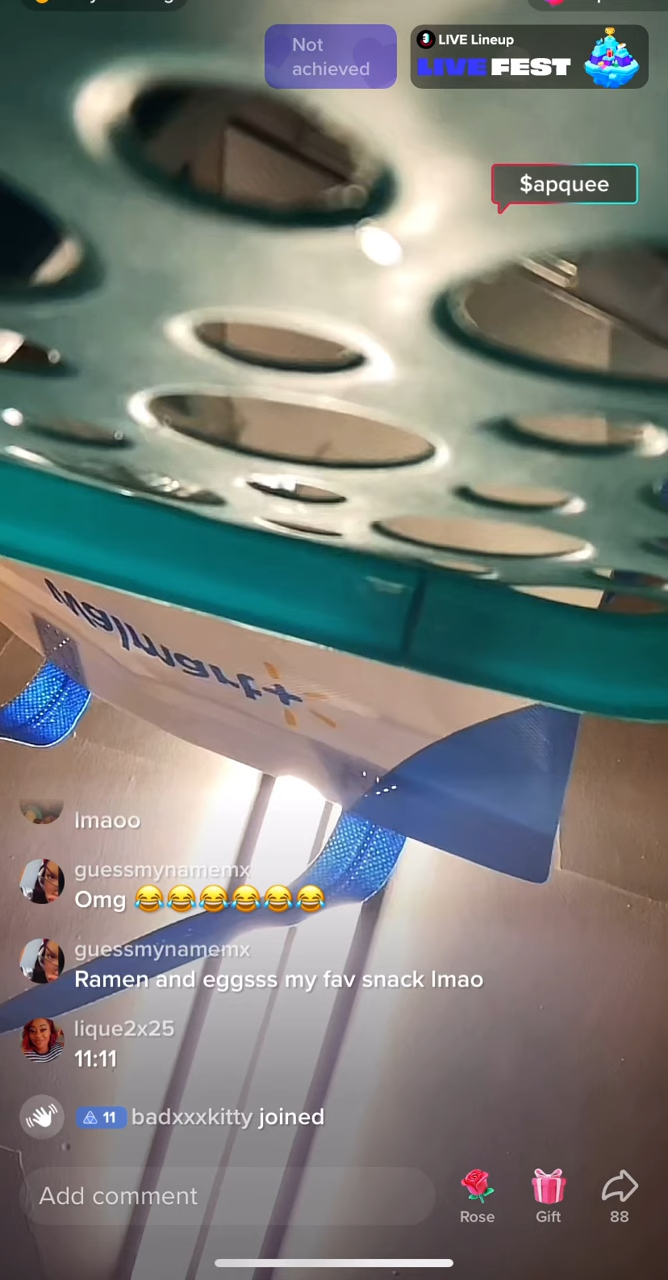 Not
achieved
LIVE Lineup
LIVE FEST
$apquee
Walmart+
lmaoo
guessmynamemx
Omg 😂😂😂😂😂😂
guessmynamemx
Ramen and eggsss my fav snack lmao
lique2x25
11:11
11 badxxxkitty joined
Add comment
Rose
Gift
88